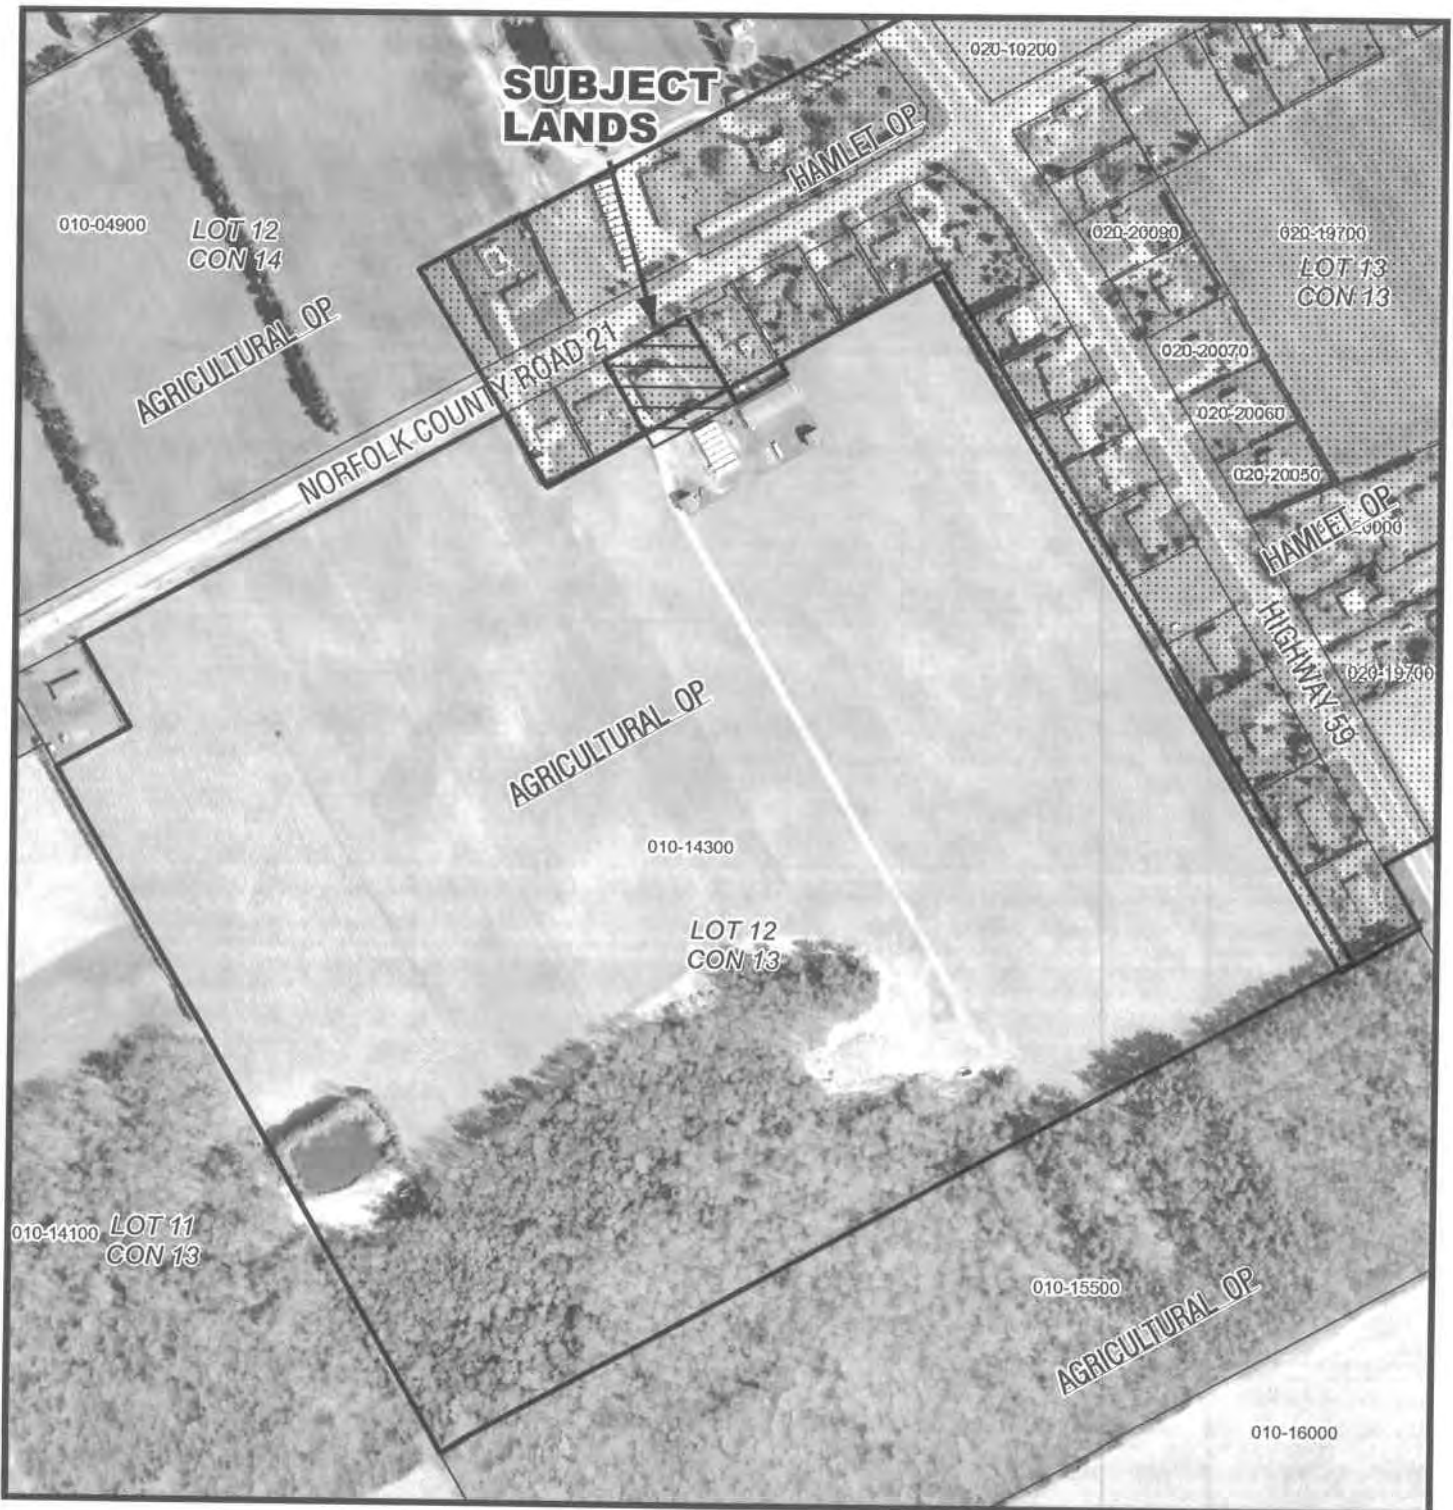 020-10200
SUBJECT
LANDS
HAMLET OP
010-04900
LOT 12
CON 14
020-20090
020-19700
LOT 13
CON 13
AGRICULTURAL OP
NORFOLK COUNTY ROAD 21
020-20070
020-20060
020-20050
HAMLET OP
0000
HIGHWAY 59
020-19700
AGRICULTURAL OP
010-14300
LOT 12
CON 13
010-14100
LOT 11
CON 13
010-15500
AGRICULTURAL OP
010-16000